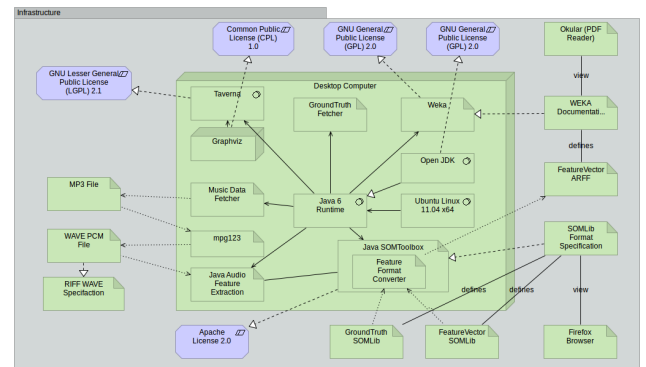 Infrastructure
Common Public
License (CPL)
1.0
GNU General
Public License
(GPL) 2.0
GNU General
Public License
(GPL) 2.0
Okular (PDF
Reader)
view
GNU Lesser General
Public License
(LGPL) 2.1
Desktop Computer
Taverna
GroundTruth
Fetcher
Weka
WEKA
Documentati...
Graphviz
defines
Open JDK
FeatureVector
ARFF
MP3 File
Music Data
Fetcher
Java 6
Runtime
Ubuntu Linux
11.04 x64
WAVE PCM
File
mpg123
Java SOMToolbox
SOMLib
Format
Specification
Feature
Format
Converter
RIFF WAVE
Specifaction
Java Audio
Feature
Extraction
defines
defines
view
Apache
License 2.0
GroundTruth
SOMLib
FeatureVector
SOMLib
Firefox
Browser